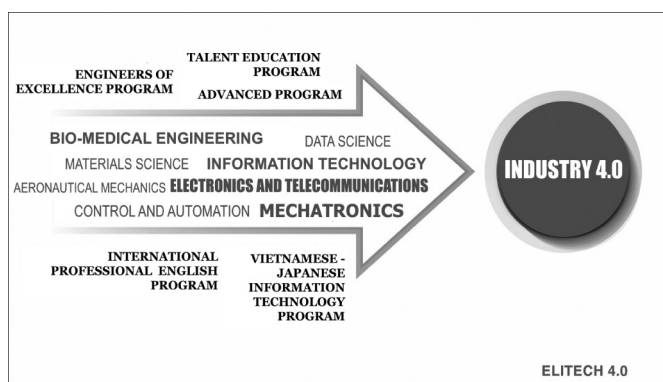 TALENT EDUCATION
PROGRAM
ENGINEERS OF
EXCELLENCE PROGRAM
ADVANCED PROGRAM
BIO-MEDICAL ENGINEERING
DATA SCIENCE
MATERIALS SCIENCE
INFORMATION TECHNOLOGY
AERONAUTICAL MECHANICS
ELECTRONICS AND TELECOMMUNICATIONS
CONTROL AND AUTOMATION
MECHATRONICS
INDUSTRY 4.0
INTERNATIONAL
PROFESSIONAL ENGLISH
PROGRAM
VIETNAMESE -
JAPANESE
INFORMATION
TECHNOLOGY
PROGRAM
ELITECH 4.0